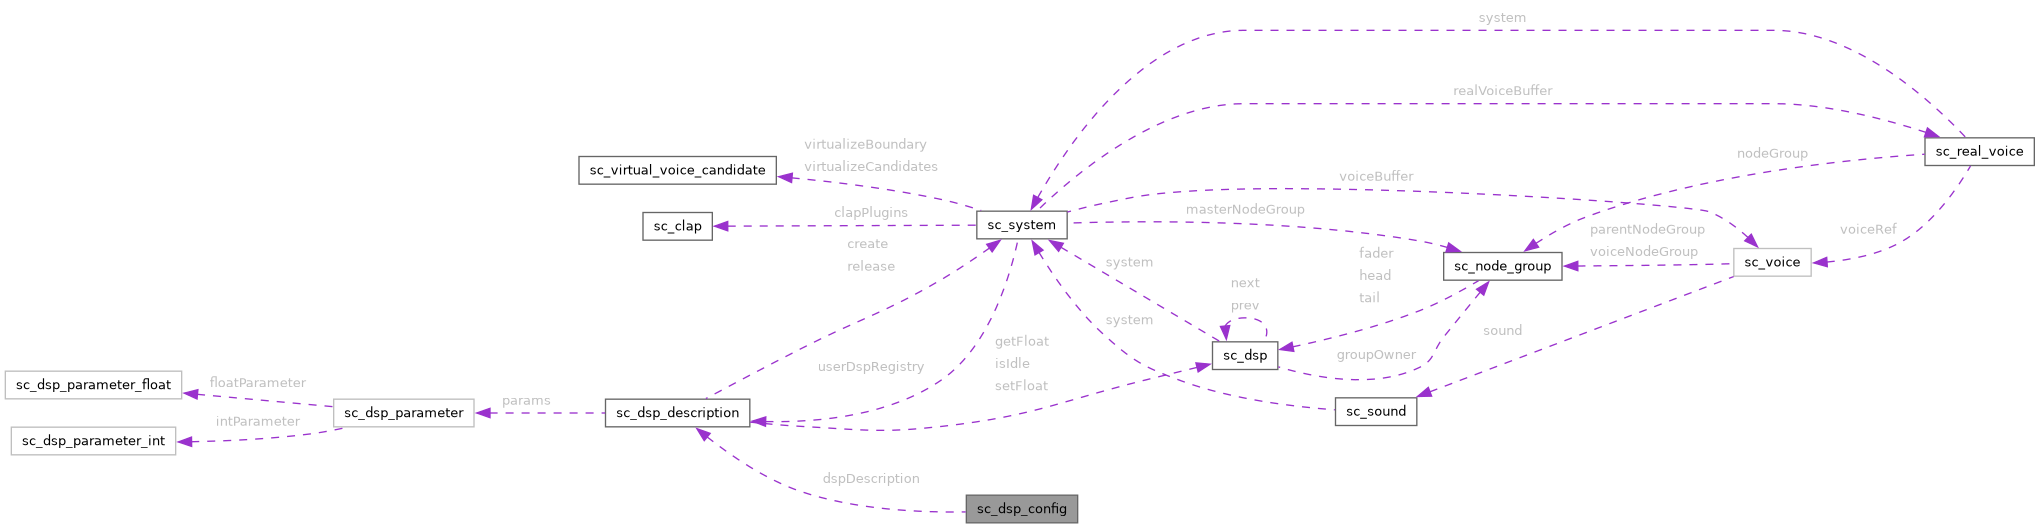 system
realVoiceBuffer
virtualizeBoundary
virtualizeCandidates
sc_virtual_voice_candidate
nodeGroup
sc_real_voice
voiceBuffer
clapPlugins
sc_clap
sc_system
masterNodeGroup
create
release
parentNodeGroup
voiceNodeGroup
voiceRef
fader
head
tail
sc_node_group
sc_voice
system
next
prev
system
sound
getFloat
isIdle
setFloat
sc_dsp
groupOwner
userDspRegistry
sc_dsp_parameter_float
floatParameter
sc_dsp_parameter
params
sc_dsp_description
sc_sound
intParameter
sc_dsp_parameter_int
dspDescription
sc_dsp_config